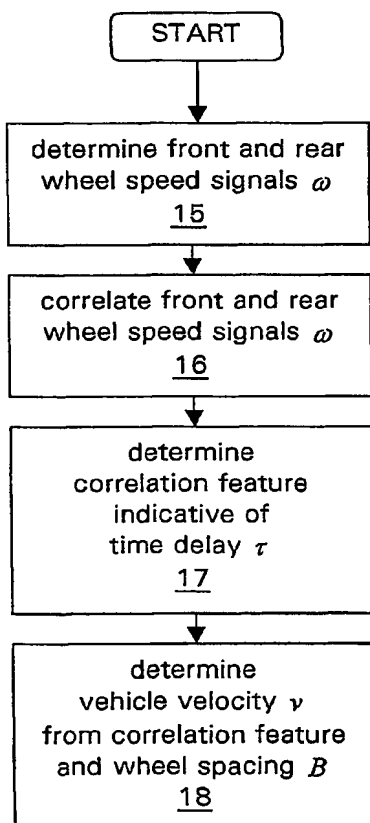 START
determine front and rear
wheel speed signals ω
15
correlate front and rear
wheel speed signals ω
16
determine
correlation feature
indicative of
time delay τ
17
determine
vehicle velocity ν
from correlation feature
and wheel spacing B
18